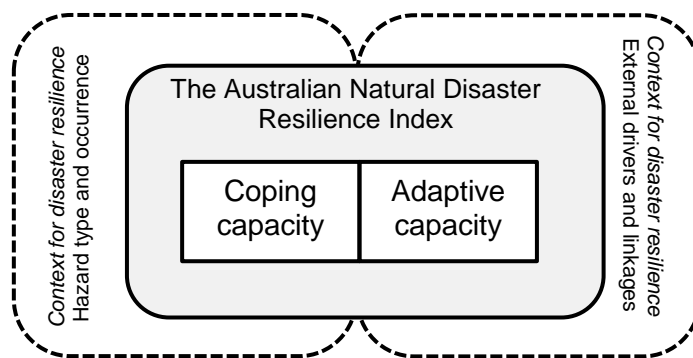 Context for disaster resilience
Hazard type and occurrence
The Australian Natural Disaster
Resilience Index
Coping
capacity
Adaptive
capacity
Context for disaster resilience
External drivers and linkages